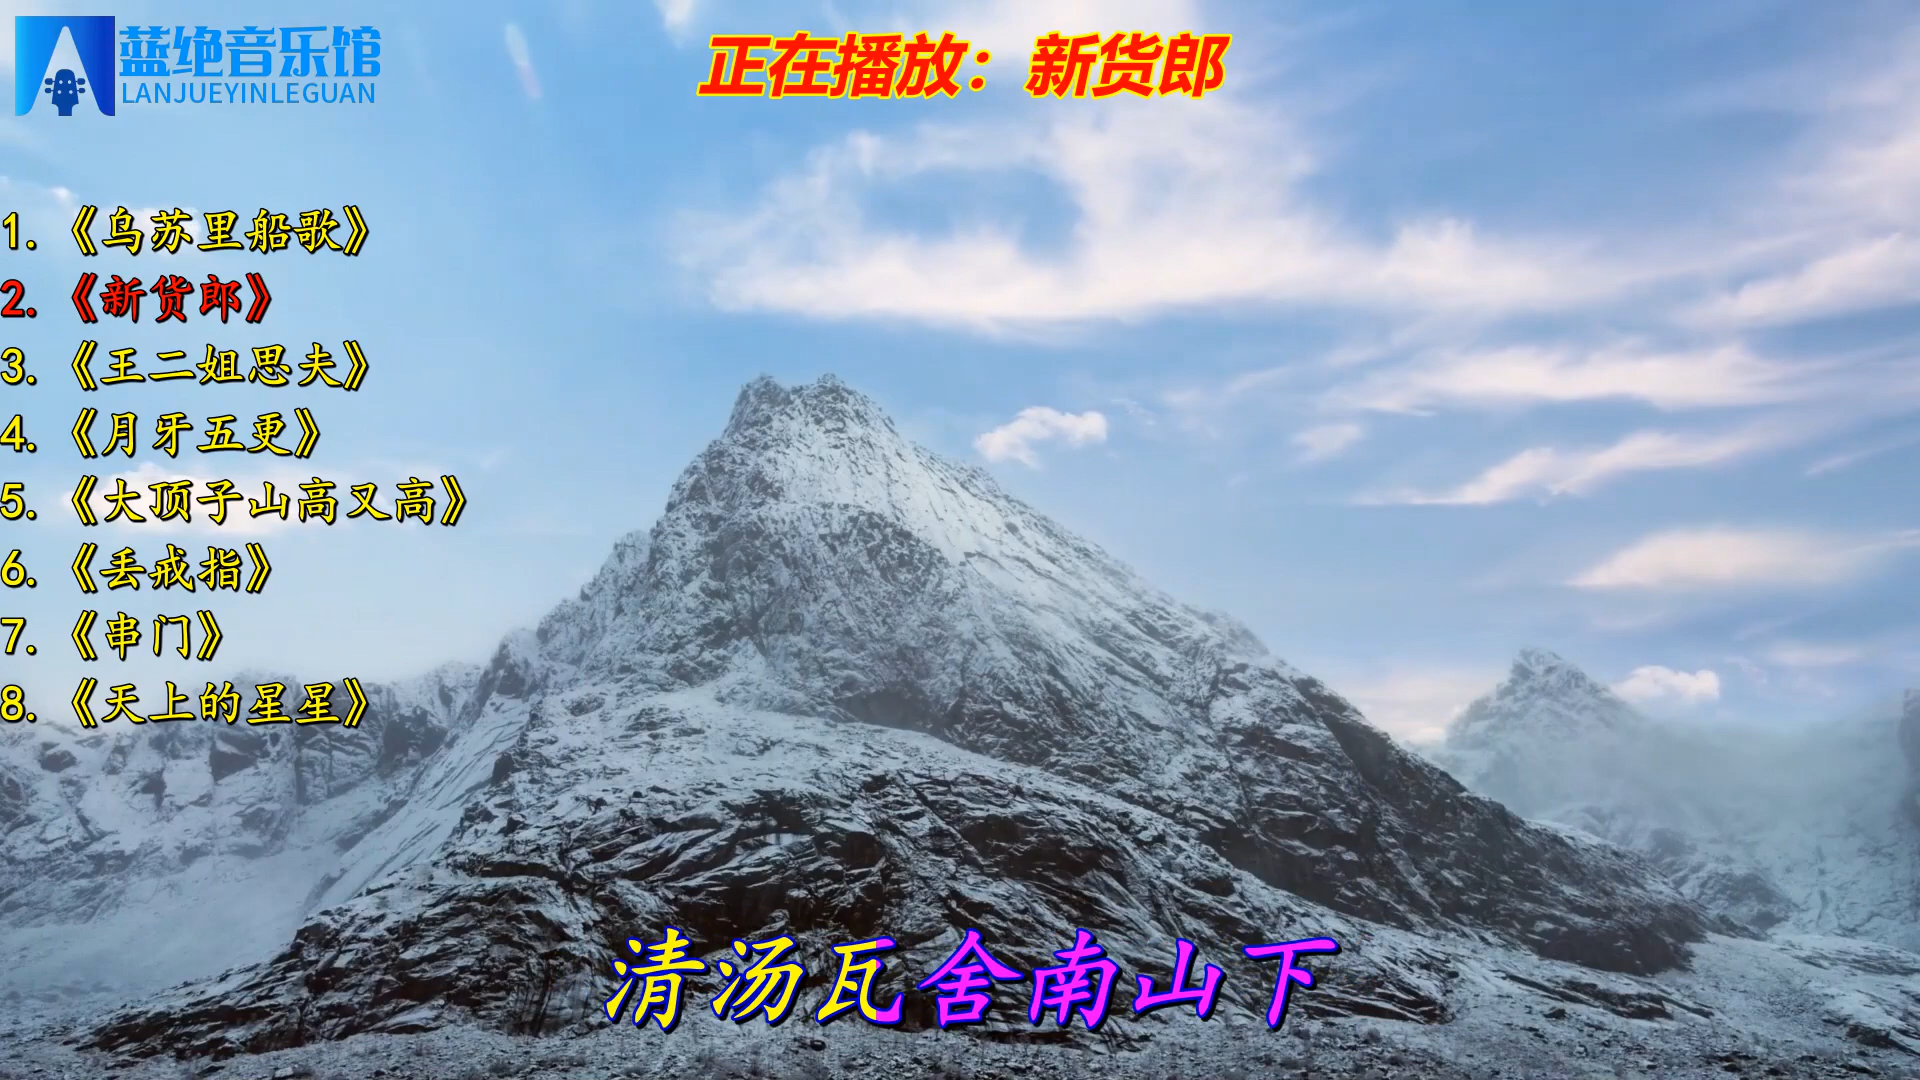 蓝绝音乐馆
LANJUEYINLEGUAN
正在播放：新货郎
1.《乌苏里船歌》
2.《新货郎》
3.《王二姐思夫》
4.《月牙五更》
5.《大顶子山高又高》
6.《丢戒指》
7.《串门》
8.《天上的星星》
清汤瓦舍南山下